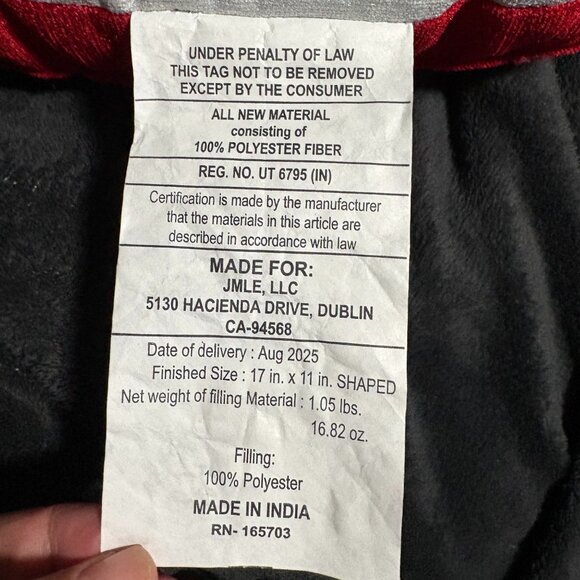 UNDER PENALTY OF LAW
THIS TAG NOT TO BE REMOVED
EXCEPT BY THE CONSUMER
ALL NEW MATERIAL
consisting of
100% POLYESTER FIBER
REG. NO. UT 6795 (IN)
Certification is made by the manufacturer
that the materials in this article are
described in accordance with law
MADE FOR:
JMLE, LLC
5130 HACIENDA DRIVE, DUBLIN
CA-94568
Date of delivery : Aug 2025
Finished Size : 17 in. x 11 in. SHAPED
Net weight of filling Material : 1.05 lbs.
16.82 oz.
Filling:
100% Polyester
MADE IN INDIA
RN- 165703